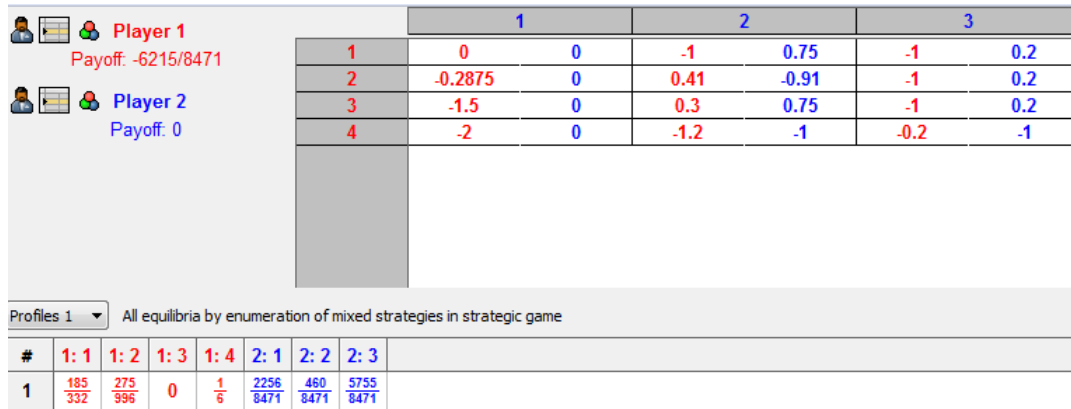 Player 1
Payoff: -6215/8471
Player 2
Payoff: 0
1 2 3
1 0 0 -1 0.75 -1 0.2
2 -0.2875 0 0.41 -0.91 -1 0.2
3 -1.5 0 0.3 0.75 -1 0.2
4 -2 0 -1.2 -1 -0.2 -1
Profiles 1 All equilibria by enumeration of mixed strategies in strategic game
# 1: 1 1: 2 1: 3 1: 4 2: 1 2: 2 2: 3
1 185/332 275/996 0 1/6 2256/8471 460/8471 5755/8471